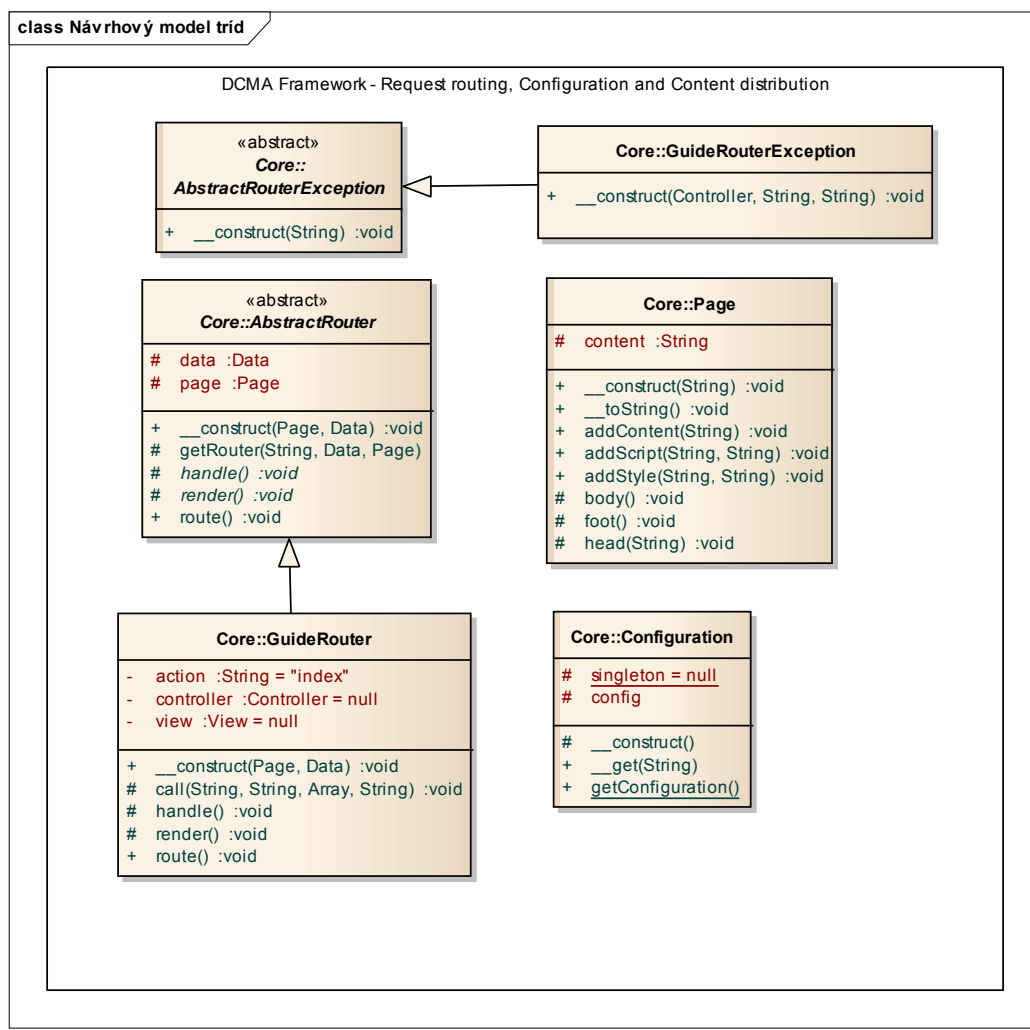 class Návrhový model tríd
DCMA Framework - Request routing, Configuration and Content distribution
«abstract»
Core::
AbstractRouterException
+ __construct(String) :void
Core::GuideRouterException
+ __construct(Controller, String, String) :void
«abstract»
Core::AbstractRouter
# data :Data
# page :Page
+ __construct(Page, Data) :void
# getRouter(String, Data, Page)
# handle() :void
# render() :void
+ route() :void
Core::Page
# content :String
+ __construct(String) :void
+ __toString() :void
+ addContent(String) :void
+ addScript(String, String) :void
+ addStyle(String, String) :void
# body() :void
# foot() :void
# head(String) :void
Core::GuideRouter
- action :String = "index"
- controller :Controller = null
- view :View = null
+ __construct(Page, Data) :void
# call(String, String, Array, String) :void
# handle() :void
# render() :void
+ route() :void
Core::Configuration
# singleton = null
# config
# __construct()
+ __get(String)
+ getConfiguration()